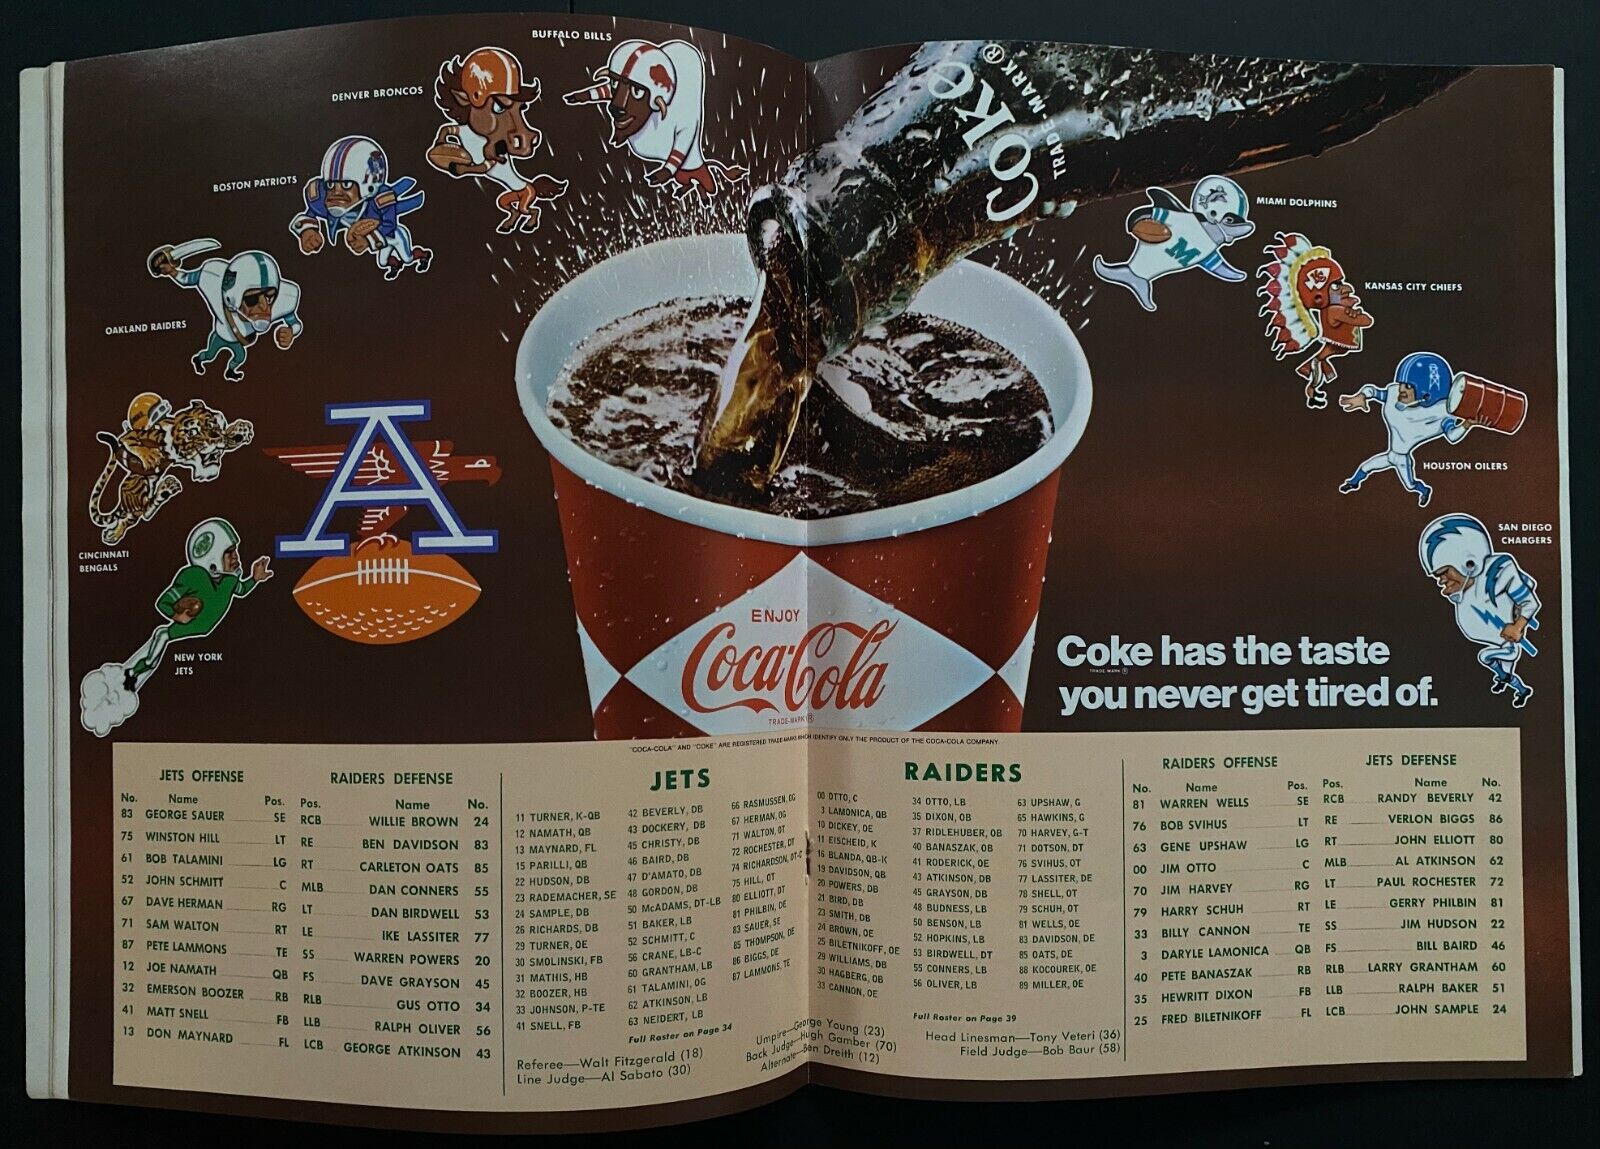 BUFFALO BILLS
DENVER BRONCOS
BOSTON PATRIOTS
OAKLAND RAIDERS
CINCINNATI
BENGALS
NEW YORK
JETS
A
Coke
TRADE-MARK®
MIAMI DOLPHINS
M
KANSAS CITY CHIEFS
KC
HOUSTON OILERS
SAN DIEGO
CHARGERS
ENJOY
Coca-Cola
TRADE-MARK®
Coke has the taste
TRADE MARK ®
you never get tired of.
"COCA-COLA" AND "COKE" ARE REGISTERED TRADE-MARKS WHICH IDENTIFY ONLY THE PRODUCT OF THE COCA-COLA COMPANY.
JETS OFFENSE RAIDERS DEFENSE
No. Name Pos. Pos. Name No.
83 GEORGE SAUER SE RCB WILLIE BROWN 24
75 WINSTON HILL LT RE BEN DAVIDSON 83
61 BOB TALAMINI LG RT CARLETON OATS 85
52 JOHN SCHMITT C MLB DAN CONNERS 55
67 DAVE HERMAN RG LT DAN BIRDWELL 53
71 SAM WALTON RT LE IKE LASSITER 77
87 PETE LAMMONS TE SS WARREN POWERS 20
12 JOE NAMATH QB FS DAVE GRAYSON 45
32 EMERSON BOOZER RB RLB GUS OTTO 34
41 MATT SNELL FB LLB RALPH OLIVER 56
13 DON MAYNARD FL LCB GEORGE ATKINSON 43
JETS
11 TURNER, K-QB
12 NAMATH, QB
13 MAYNARD, FL
15 PARILLI, QB
22 HUDSON, DB
23 RADEMACHER, SE
24 SAMPLE, DB
26 RICHARDS, DB
29 TURNER, OE
30 SMOLINSKI, FB
31 MATHIS, HB
32 BOOZER, HB
33 JOHNSON, P-TE
41 SNELL, FB
42 BEVERLY, DB
43 DOCKERY, DB
45 CHRISTY, DB
46 BAIRD, DB
47 D'AMATO, DB
48 GORDON, DB
50 McADAMS, DT-LB
51 BAKER, LB
52 SCHMITT, C
56 CRANE, LB-C
60 GRANTHAM, LB
61 TALAMINI, OG
62 ATKINSON, LB
63 NEIDERT, LB
66 RASMUSSEN, OG
67 HERMAN, OG
71 WALTON, OT
72 ROCHESTER, DT
74 RICHARDSON, OT-G
75 HILL, OT
80 ELLIOTT, DT
81 PHILBIN, DE
83 SAUER, SE
85 THOMPSON, DE
86 BIGGS, DE
87 LAMMONS, TE
Full Roster on Page 34
RAIDERS
00 OTTO, C
3 LAMONICA, QB
10 DICKEY, OE
11 EISCHEID, K
16 BLANDA, QB-K
19 DAVIDSON, QB
20 POWERS, DB
21 BIRD, DB
23 SMITH, DB
24 BROWN, OE
25 BILETNIKOFF, OE
29 WILLIAMS, DB
30 HAGBERG, OB
33 CANNON, OE
34 OTTO, LB
35 DIXON, OB
37 RIDLEHUBER, OB
40 BANASZAK, OB
41 RODERICK, OE
43 ATKINSON, DB
45 GRAYSON, DB
48 BUDNESS, LB
50 BENSON, LB
52 HOPKINS, LB
53 BIRDWELL, DT
55 CONNERS, LB
56 OLIVER, LB
63 UPSHAW, G
65 HAWKINS, G
70 HARVEY, G-T
71 DOTSON, DT
76 SVIHUS, OT
77 LASSITER, DE
78 SHELL, OT
79 SCHUH, OT
81 WELLS, OE
83 DAVIDSON, DE
85 OATS, DE
88 KOCOUREK, OE
89 MILLER, OE
Full Roster on Page 39
Referee—Walt Fitzgerald (18)
Line Judge—Al Sabato (30)
Umpire—George Young (23)
Back Judge—Hugh Gamber (70)
Alternate—Ben Dreith (12)
Head Linesman—Tony Veteri (36)
Field Judge—Bob Baur (58)
RAIDERS OFFENSE JETS DEFENSE
No. Name Pos. Pos. Name No.
81 WARREN WELLS SE RCB RANDY BEVERLY 42
76 BOB SVIHUS LT RE VERLON BIGGS 86
63 GENE UPSHAW LG RT JOHN ELLIOTT 80
00 JIM OTTO C MLB AL ATKINSON 62
70 JIM HARVEY RG LT PAUL ROCHESTER 72
79 HARRY SCHUH RT LE GERRY PHILBIN 81
33 BILLY CANNON TE SS JIM HUDSON 22
3 DARYLE LAMONICA QB FS BILL BAIRD 46
40 PETE BANASZAK RB RLB LARRY GRANTHAM 60
35 HEWRITT DIXON FB LLB RALPH BAKER 51
25 FRED BILETNIKOFF FL LCB JOHN SAMPLE 24